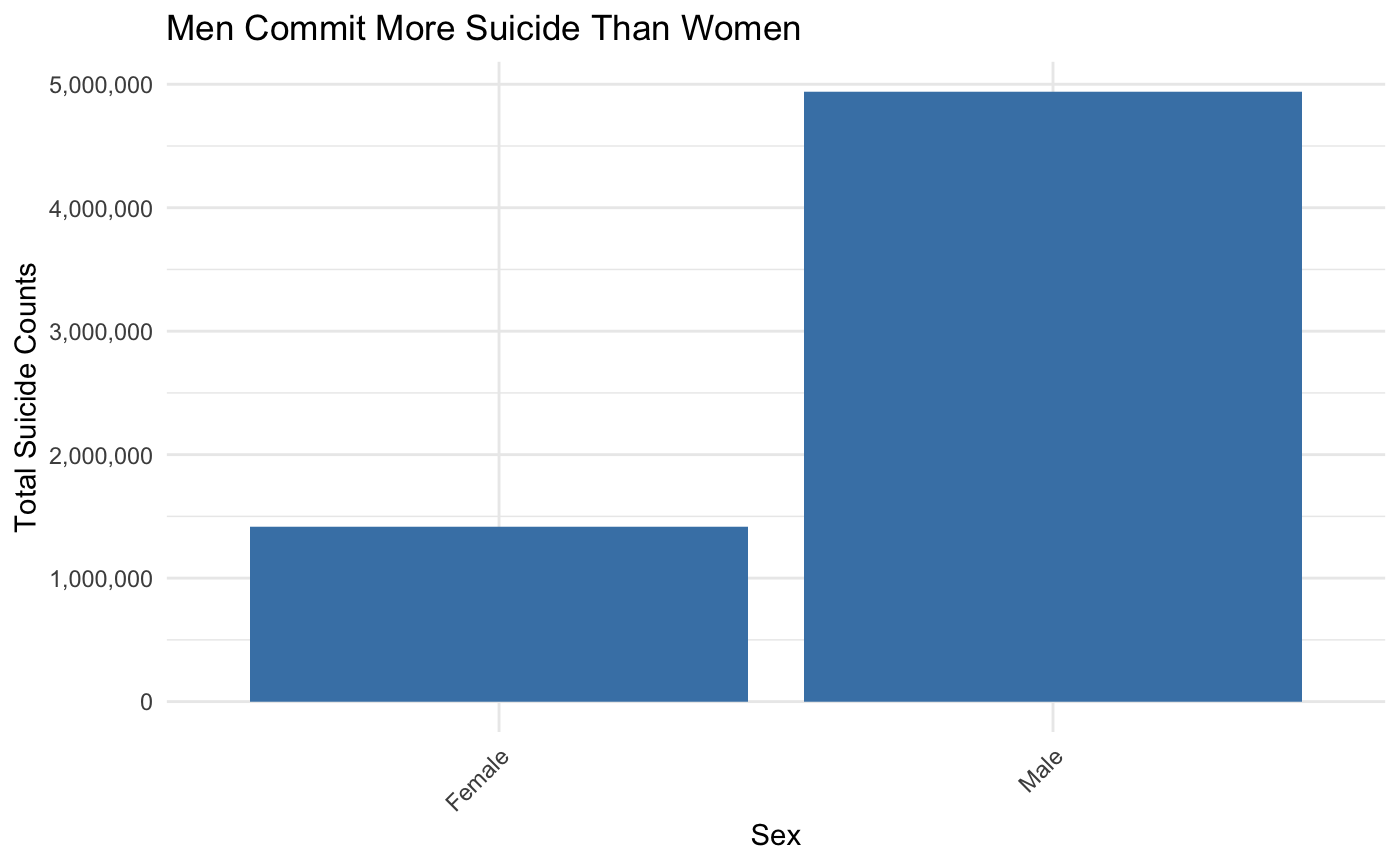 Men Commit More Suicide Than Women
Total Suicide Counts
5,000,000
4,000,000
3,000,000
2,000,000
1,000,000
0
Female
Male
Sex